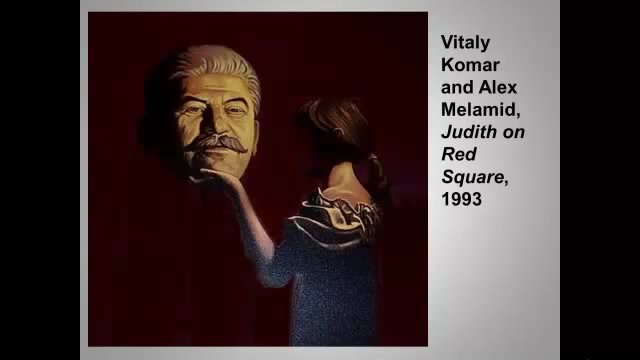 Vitaly
Komar
and Alex
Melamid,
Judith on
Red
Square,
1993